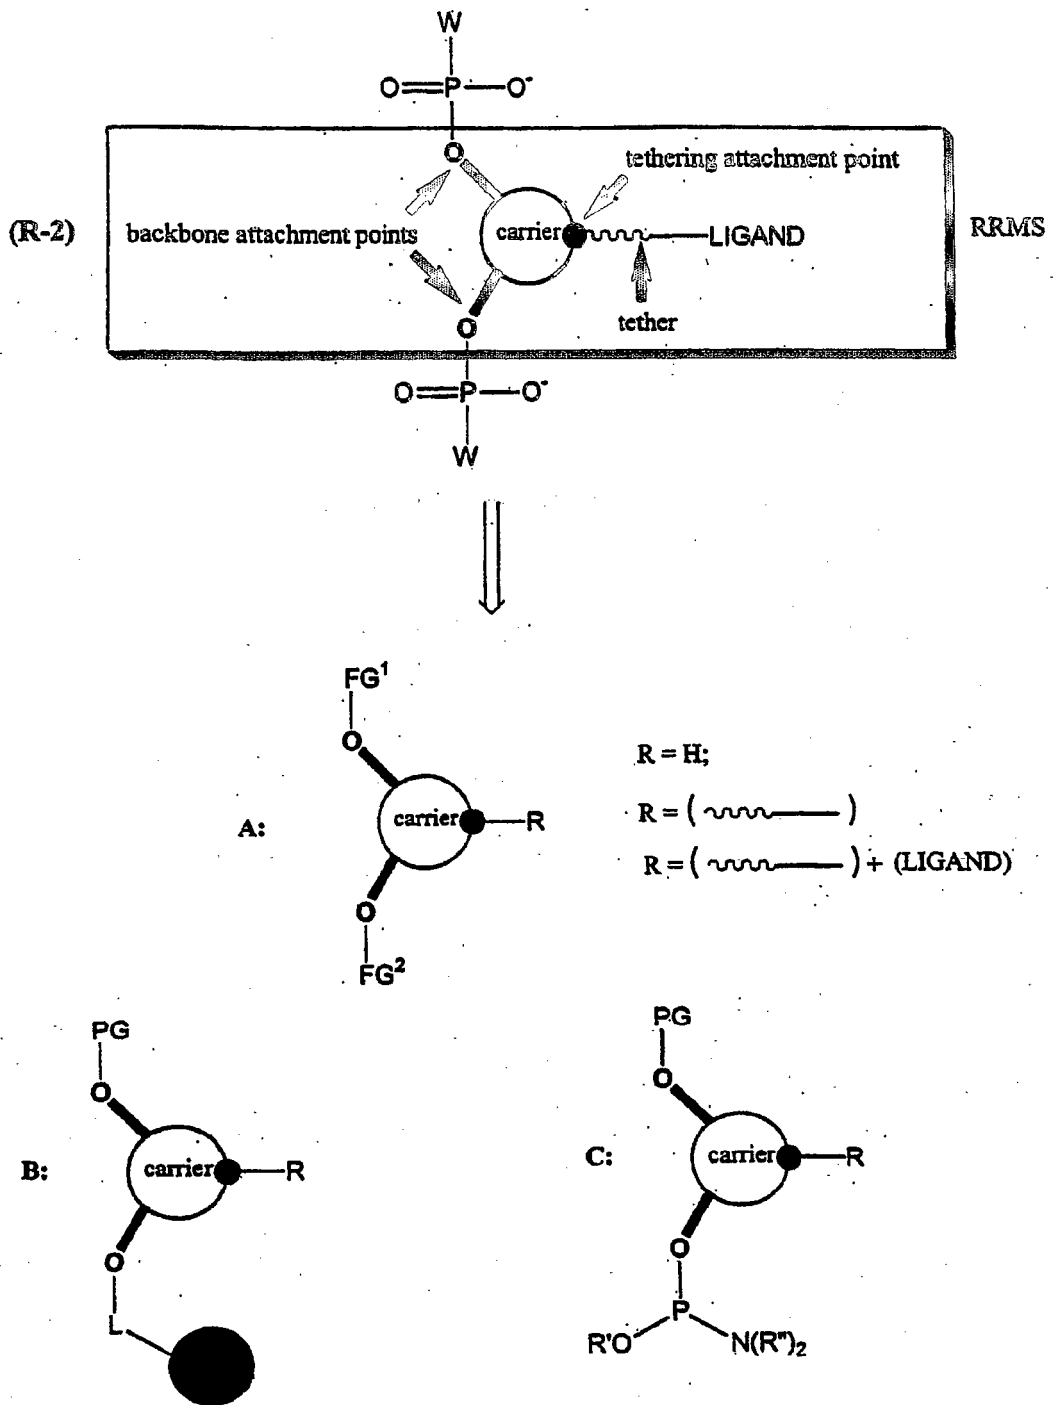 W
O=P—O⁻
O
tethering attachment point
(R-2)
backbone attachment points
carrier
LIGAND
RRMS
tether
O
O=P—O⁻
W
FG¹
O
A:
carrier
R
O
FG²
R = H;
R = ( )
R = ( ) + (LIGAND)
PG
O
B:
carrier
R
O
L
PG
O
C:
carrier
R
O
P
R'O
N(R")₂